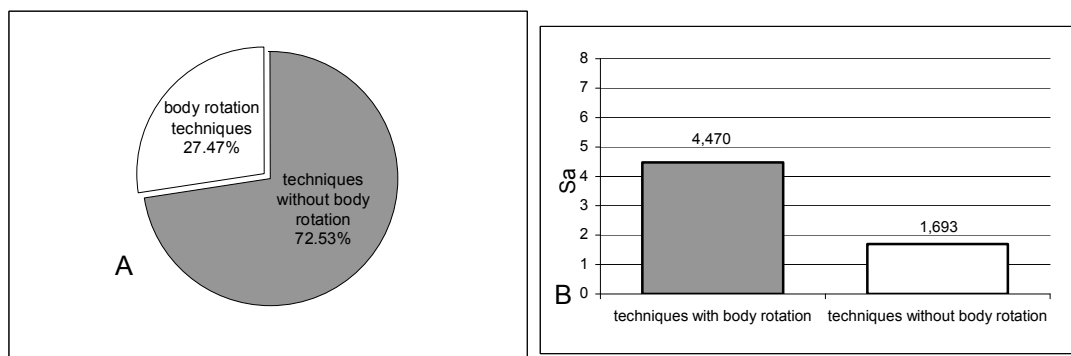 body rotation
techniques
27.47%
techniques
without body
rotation
72.53%
A
8
7
6
5
4
3
2
1
0
Sa
4,470
1,693
B
techniques with body rotation
techniques without body rotation